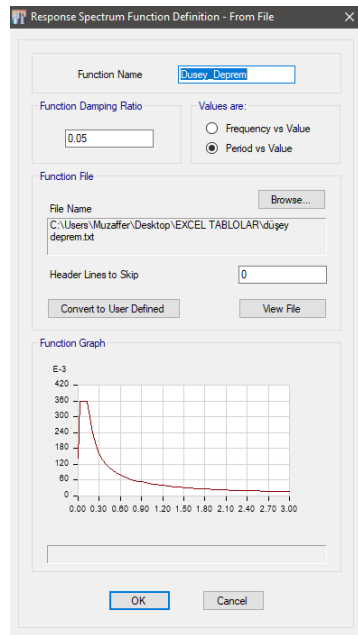 Response Spectrum Function Definition - From File
Function Name
Dusey_Deprem
Function Damping Ratio
0.05
Values are:
Frequency vs Value
Period vs Value
Function File
Browse...
File Name
C:\Users\Muzaffer\Desktop\EXCEL TABLOLAR\düşey
deprem.txt
Header Lines to Skip
0
Convert to User Defined
View File
Function Graph
E-3
420
360
300
240
180
120
60
0
0.00 0.30 0.60 0.90 1.20 1.50 1.80 2.10 2.40 2.70 3.00
OK
Cancel